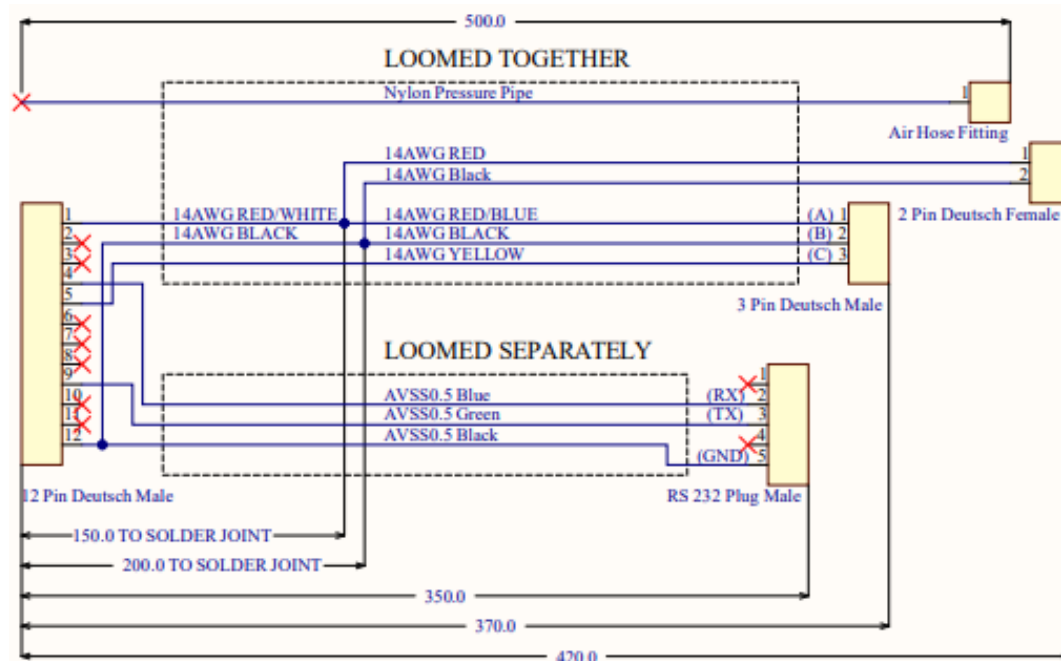 500.0
LOOMED TOGETHER
Nylon Pressure Pipe
1
Air Hose Fitting
14AWG RED
1
14AWG Black
2
2 Pin Deutsch Female
1
14AWG RED/WHITE
14AWG RED/BLUE
(A) 1
2
14AWG BLACK
14AWG BLACK
(B) 2
3
14AWG YELLOW
(C) 3
4
5
3 Pin Deutsch Male
6
7
8
LOOMED SEPARATELY
9
1
10
AVSS0.5 Blue
(RX) 2
11
AVSS0.5 Green
(TX) 3
12
AVSS0.5 Black
4
(GND) 5
12 Pin Deutsch Male
RS 232 Plug Male
150.0 TO SOLDER JOINT
200.0 TO SOLDER JOINT
350.0
370.0
420.0